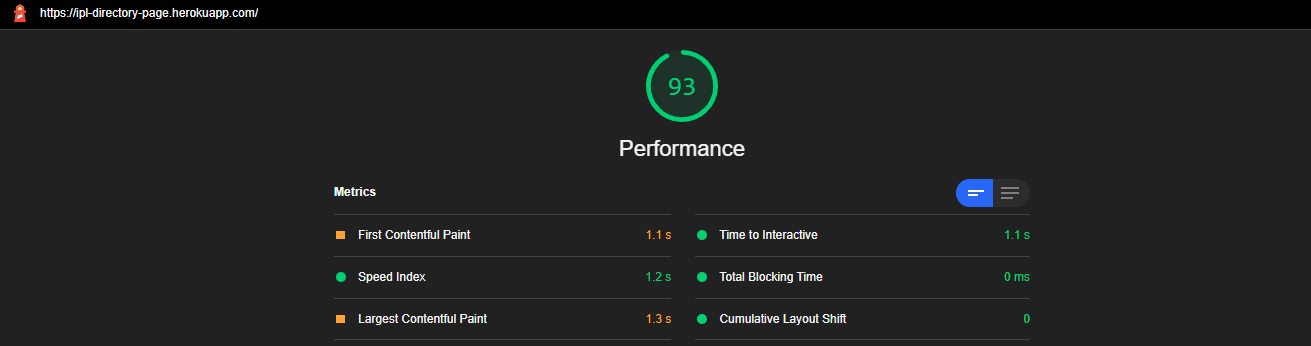 https://ipl-directory-page.herokuapp.com/
93
Performance
Metrics
First Contentful Paint 1.1 s
Time to Interactive 1.1 s
Speed Index 1.2 s
Total Blocking Time 0 ms
Largest Contentful Paint 1.3 s
Cumulative Layout Shift 0